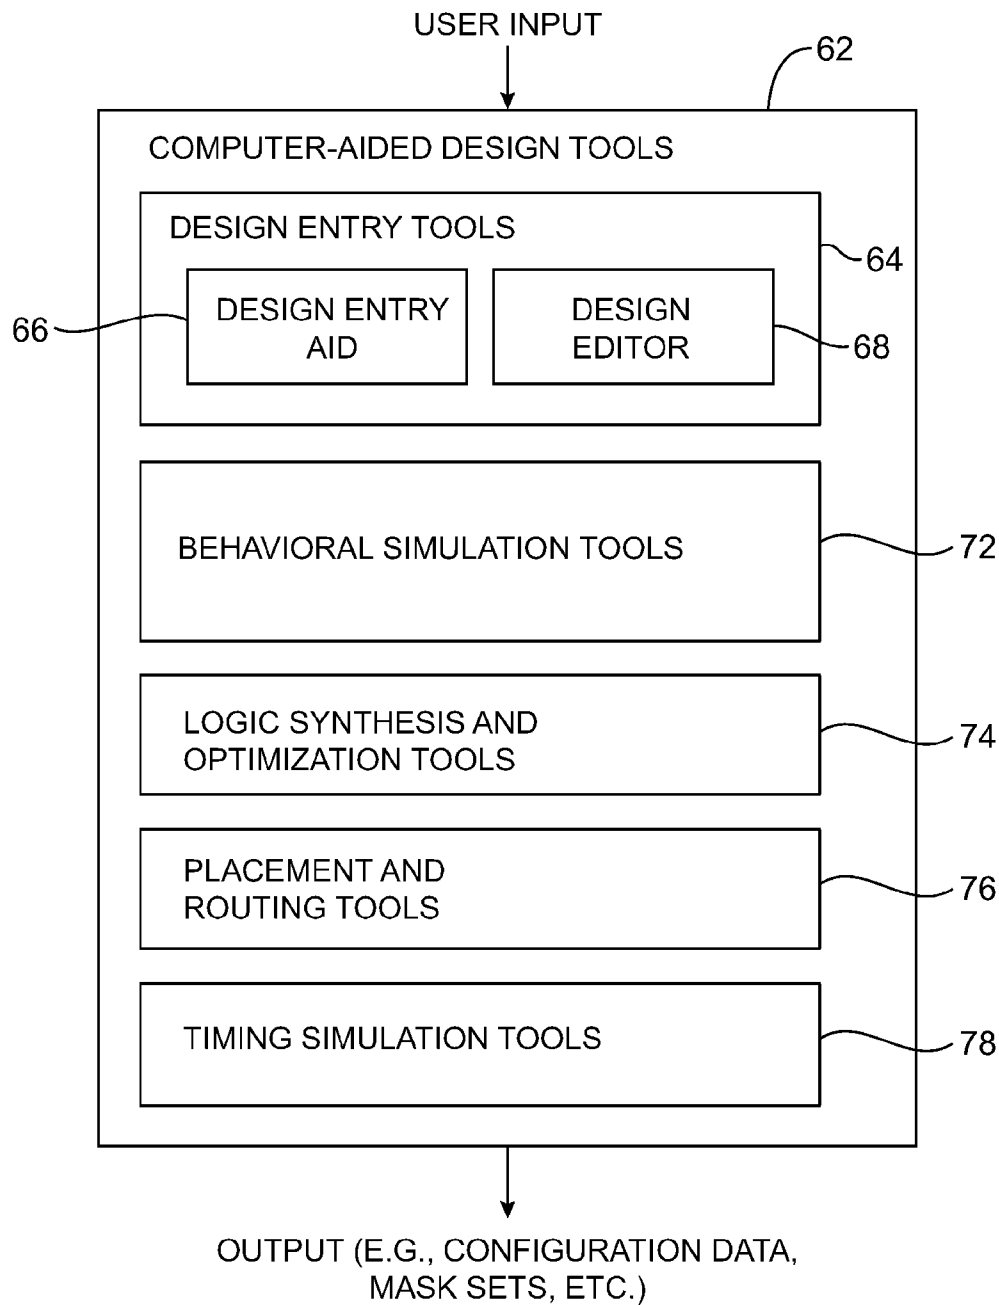 USER INPUT
62
COMPUTER-AIDED DESIGN TOOLS
DESIGN ENTRY TOOLS
64
66
DESIGN ENTRY
AID
DESIGN
EDITOR
68
BEHAVIORAL SIMULATION TOOLS
72
LOGIC SYNTHESIS AND
OPTIMIZATION TOOLS
74
PLACEMENT AND
ROUTING TOOLS
76
TIMING SIMULATION TOOLS
78
OUTPUT (E.G., CONFIGURATION DATA,
MASK SETS, ETC.)